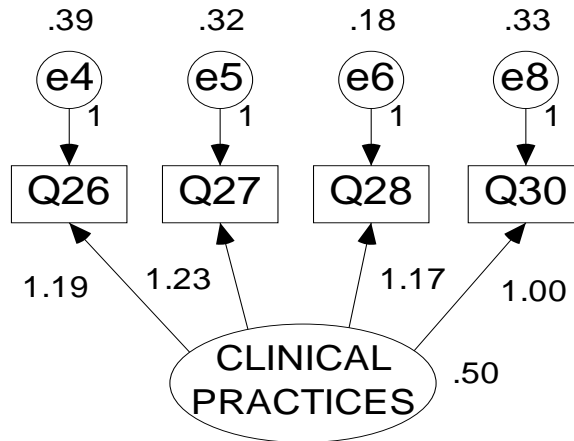 .39 .32 .18 .33
e4 e5 e6 e8
1 1 1 1
Q26 Q27 Q28 Q30
1.19 1.23 1.17 1.00
CLINICAL
PRACTICES
.50